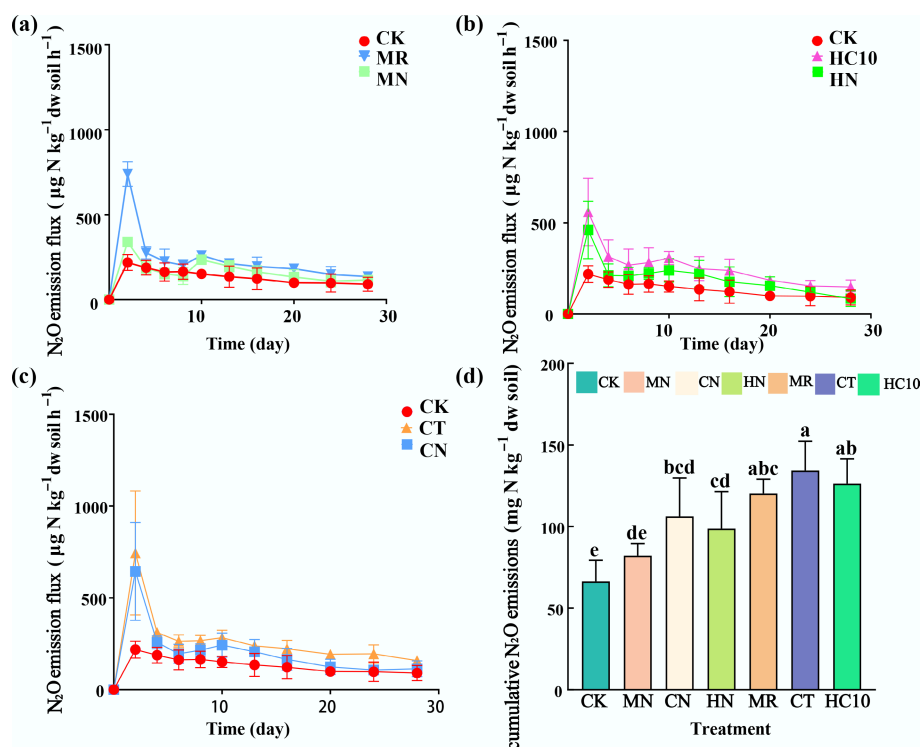 (a)
N₂O emission flux ( μg N kg⁻¹ dw soil h⁻¹ )
1500
1000
500
0
10
20
30
Time (day)
CK
MR
MN
(b)
N₂O emission flux ( μg N kg⁻¹ dw soil h⁻¹ )
1500
1000
500
0
10
20
30
Time (day)
CK
HC10
HN
(c)
N₂O emission flux ( μg N kg⁻¹ dw soil h⁻¹ )
1500
1000
500
0
10
20
30
Time (day)
CK
CT
CN
(d)
cumulative N₂O emissions (mg N kg⁻¹ dw soil)
200
150
100
50
0
CK MN CN HN MR CT HC10
e
de
bcd
cd
abc
a
ab
CK MN CN HN MR CT HC10
Treatment